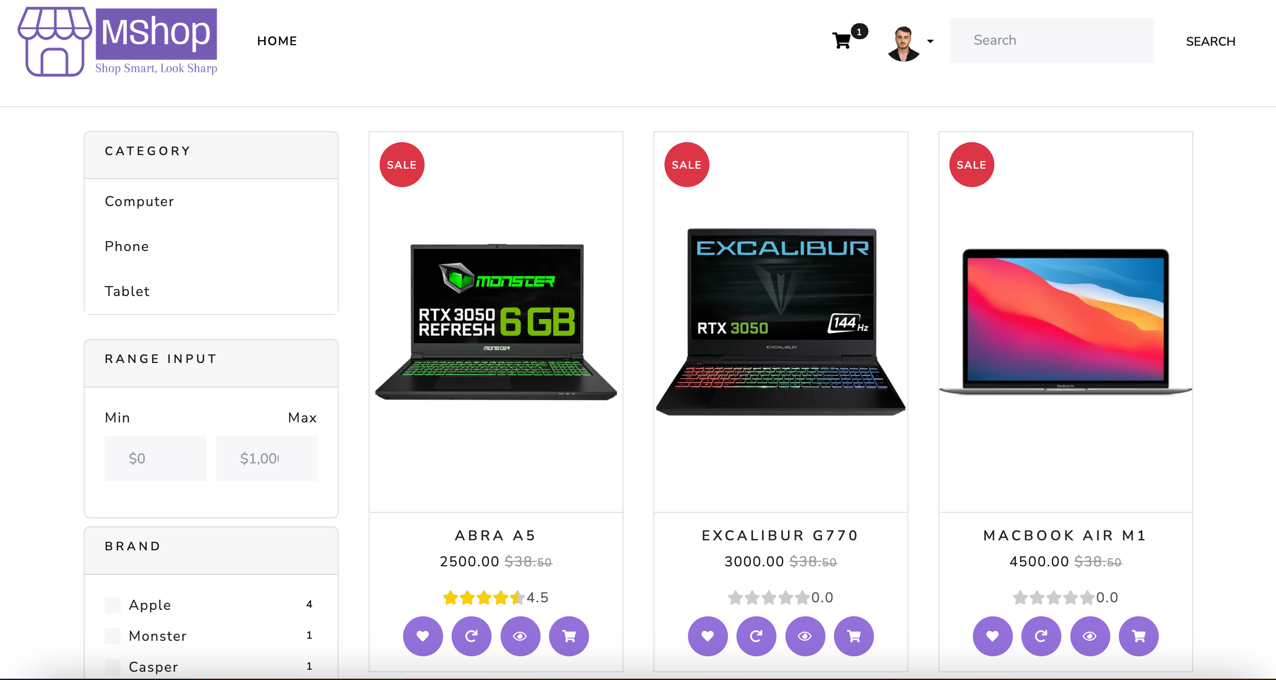 MShop
Shop Smart, Look Sharp
HOME
1
Search
SEARCH
CATEGORY
Computer
Phone
Tablet
RANGE INPUT
Min Max
$0 $1,00
BRAND
Apple 4
Monster 1
Casper 1
SALE
MONSTER
RTX 3050
REFRESH 6GB
MONSTER
ABRA A5
2500.00 $38.50
4.5
SALE
EXCALIBUR
RTX 3050 144 Hz
EXCALIBUR
EXCALIBUR G770
3000.00 $38.50
0.0
SALE
MacBook Air
MACBOOK AIR M1
4500.00 $38.50
0.0